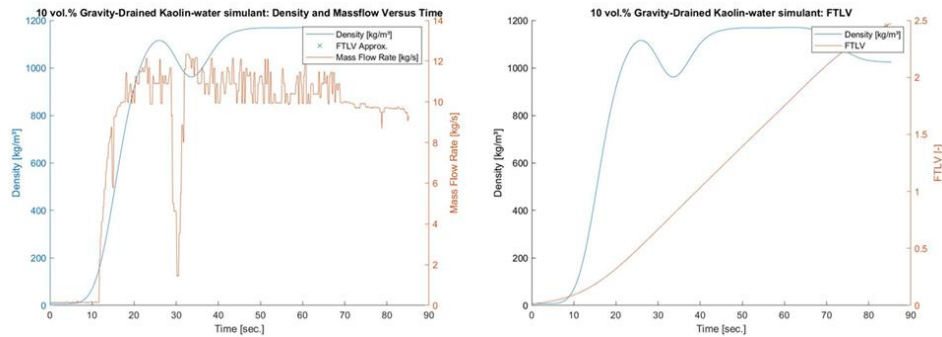 10 vol.% Gravity-Drained Kaolin-water simulant: Density and Massflow Versus Time
1200
1000
800
600
400
200
0
Density [kg/m³]
Density [kg/m³]
FTLV Approx.
Mass Flow Rate [kg/s]
14
12
10
8
6
4
2
0
Mass Flow Rate [kg/s]
0 10 20 30 40 50 60 70 80 90
Time [sec.]
10 vol.% Gravity-Drained Kaolin-water simulant: FTLV
1200
1000
800
600
400
200
0
Density [kg/m³]
Density [kg/m³]
FTLV
2.5
2
1.5
1
0.5
0
FTLV [-]
0 10 20 30 40 50 60 70 80 90
Time [sec.]